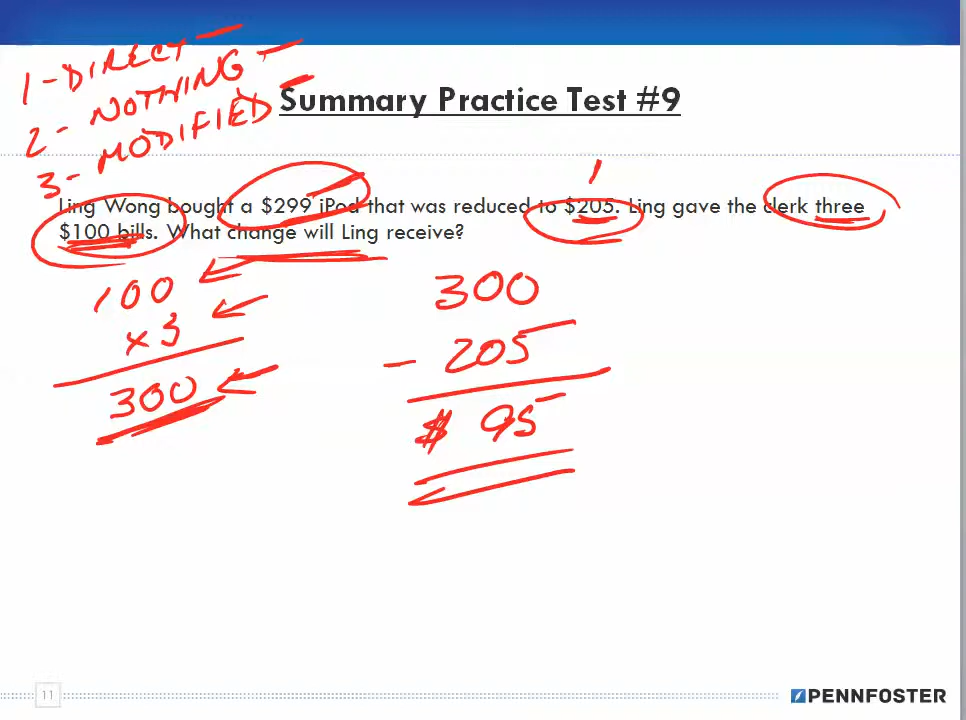 1-DIRECT
2- NOTHING
3- MODIFIED
Summary Practice Test #9
1
Ling Wong bought a $299 iPod that was reduced to $205. Ling gave the clerk three
$100 bills. What change will Ling receive?
100
x3
300
300
- 205
$ 95
11
PENNFOSTER